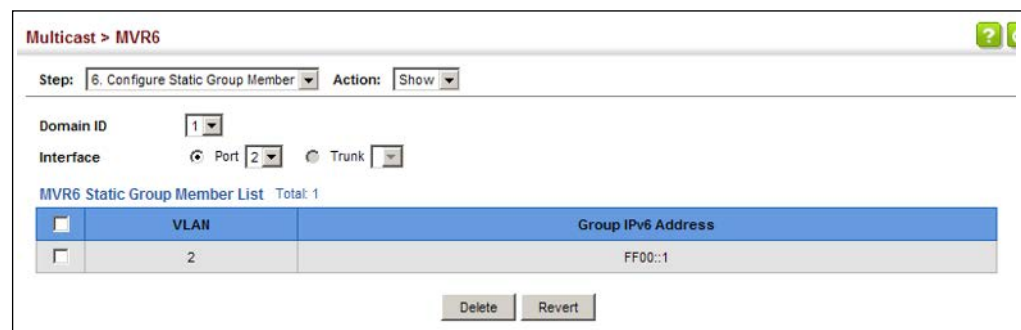 Multicast > MVR6
?
Step: 6. Configure Static Group Member Action: Show
Domain ID 1
Interface Port 2 Trunk
MVR6 Static Group Member List Total: 1
VLAN Group IPv6 Address
2 FF00::1
Delete Revert